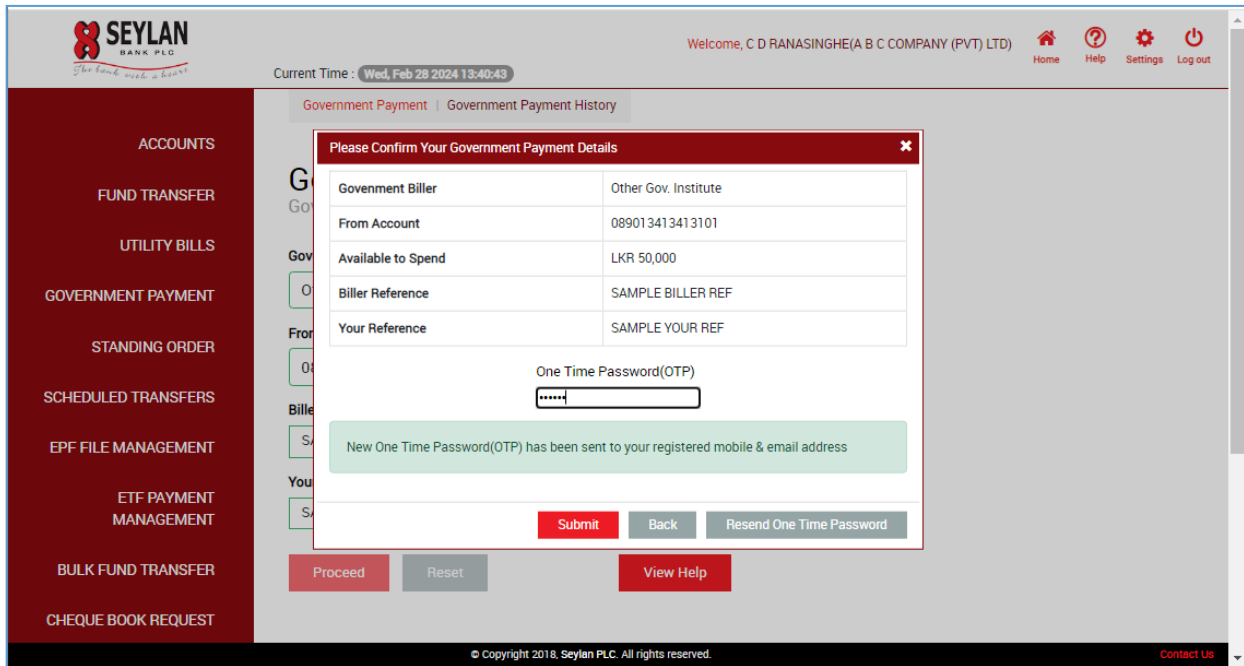 SEYLAN
BANK PLC
The bank with a heart
Welcome, C D RANASINGHE(A B C COMPANY (PVT) LTD)
Home
Help
Settings
Log out
Current Time : Wed, Feb 28 2024 13:40:43
Government Payment | Government Payment History
ACCOUNTS
FUND TRANSFER
UTILITY BILLS
GOVERNMENT PAYMENT
STANDING ORDER
SCHEDULED TRANSFERS
EPF FILE MANAGEMENT
ETF PAYMENT
MANAGEMENT
BULK FUND TRANSFER
CHEQUE BOOK REQUEST
Please Confirm Your Government Payment Details
Govenment Biller Other Gov. Institute
From Account 089013413413101
Available to Spend LKR 50,000
Biller Reference SAMPLE BILLER REF
Your Reference SAMPLE YOUR REF
One Time Password(OTP)
••••••
New One Time Password(OTP) has been sent to your registered mobile & email address
Submit Back Resend One Time Password
Gov
Proceed Reset View Help
© Copyright 2018, Seylan PLC. All rights reserved.
Contact Us